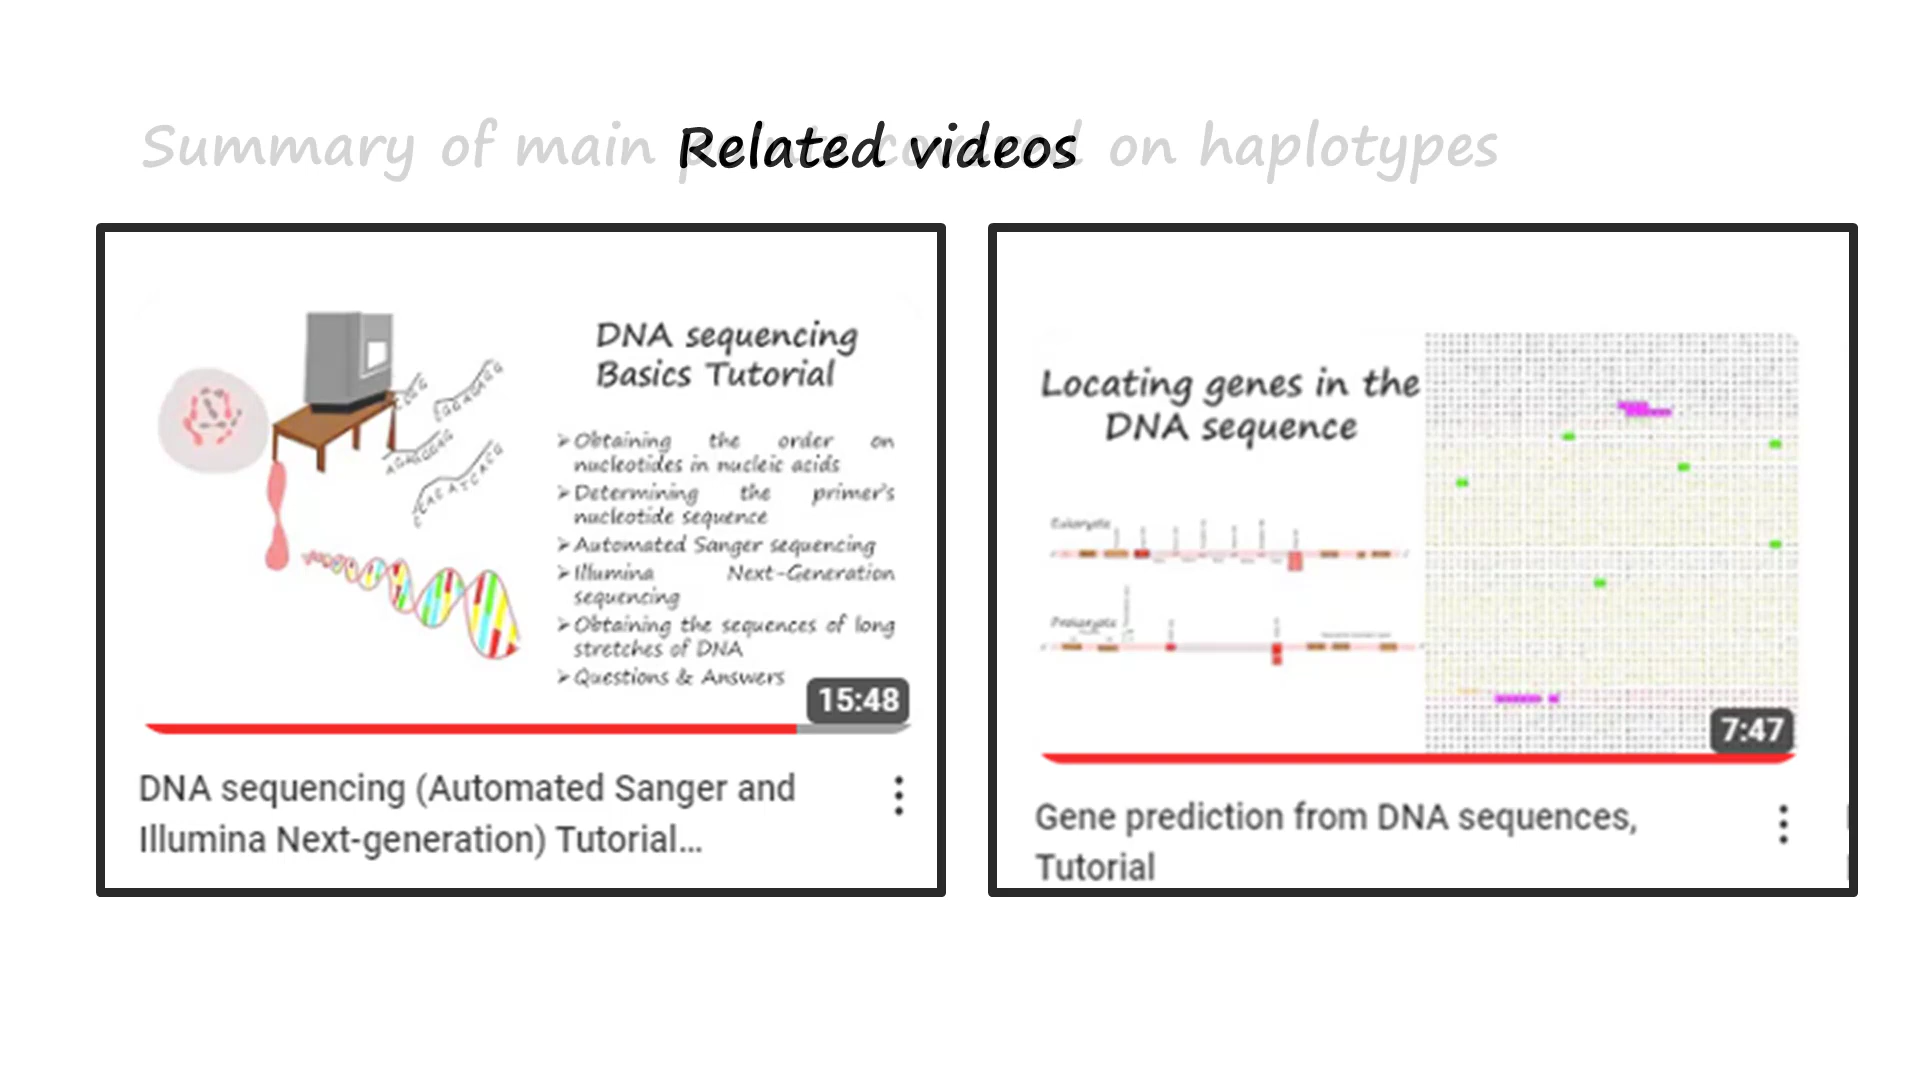 Summary of main points covered on haplotypes
Related videos
DNA sequencing
Basics Tutorial
➢Obtaining the order on
nucleotides in nucleic acids
➢Determining the primer's
nucleotide sequence
➢Automated Sanger sequencing
➢Illumina Next-Generation
sequencing
➢Obtaining the sequences of long
stretches of DNA
➢Questions & Answers
15:48
DNA sequencing (Automated Sanger and
Illumina Next-generation) Tutorial...
Locating genes in the
DNA sequence
Eukaryote
Prokaryote
7:47
Gene prediction from DNA sequences,
Tutorial